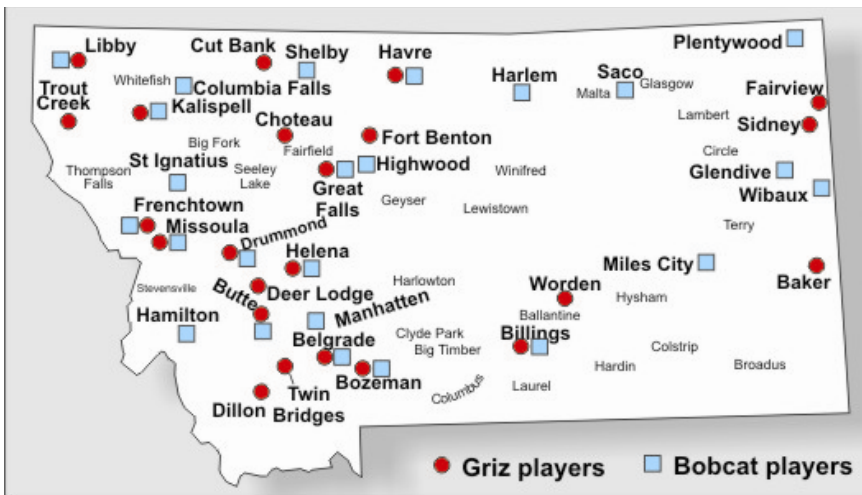 Libby
Cut Bank
Shelby
Havre
Plentywood
Trout
Creek
Whitefish
Columbia Falls
Kalispell
Harlem
Saco
Malta
Glasgow
Fairview
Lambert
Sidney
Choteau
Fort Benton
Big Fork
Fairfield
St Ignatius
Thompson
Falls
Seeley
Lake
Highwood
Great
Falls
Winifred
Circle
Glendive
Wibaux
Geyser
Lewistown
Frenchtown
Missoula
Drummond
Helena
Terry
Miles City
Baker
Stevensville
Butte
Deer Lodge
Harlowton
Worden
Hysham
Hamilton
Manhatten
Ballantine
Belgrade
Clyde Park
Big Timber
Billings
Colstrip
Bozeman
Hardin
Broadus
Twin
Bridges
Dillon
Columbus
Laurel
Griz players
Bobcat players